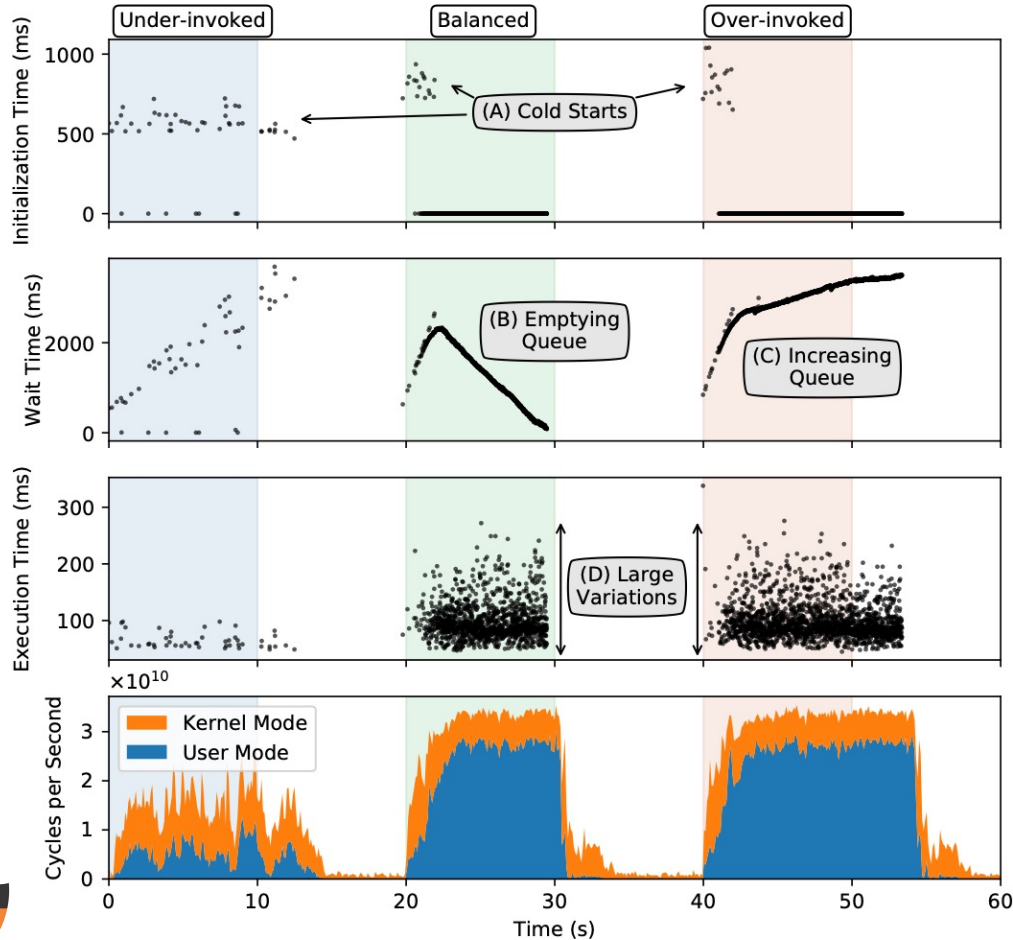 Under-invoked
Balanced
Over-invoked
Initialization Time (ms)
1000
500
0
(A) Cold Starts
Wait Time (ms)
2000
0
(B) Emptying
Queue
(C) Increasing
Queue
Execution Time (ms)
300
200
100
(D) Large
Variations
×10^10
Cycles per Second
3
2
1
0
Kernel Mode
User Mode
0
10
20
30
40
50
60
Time (s)